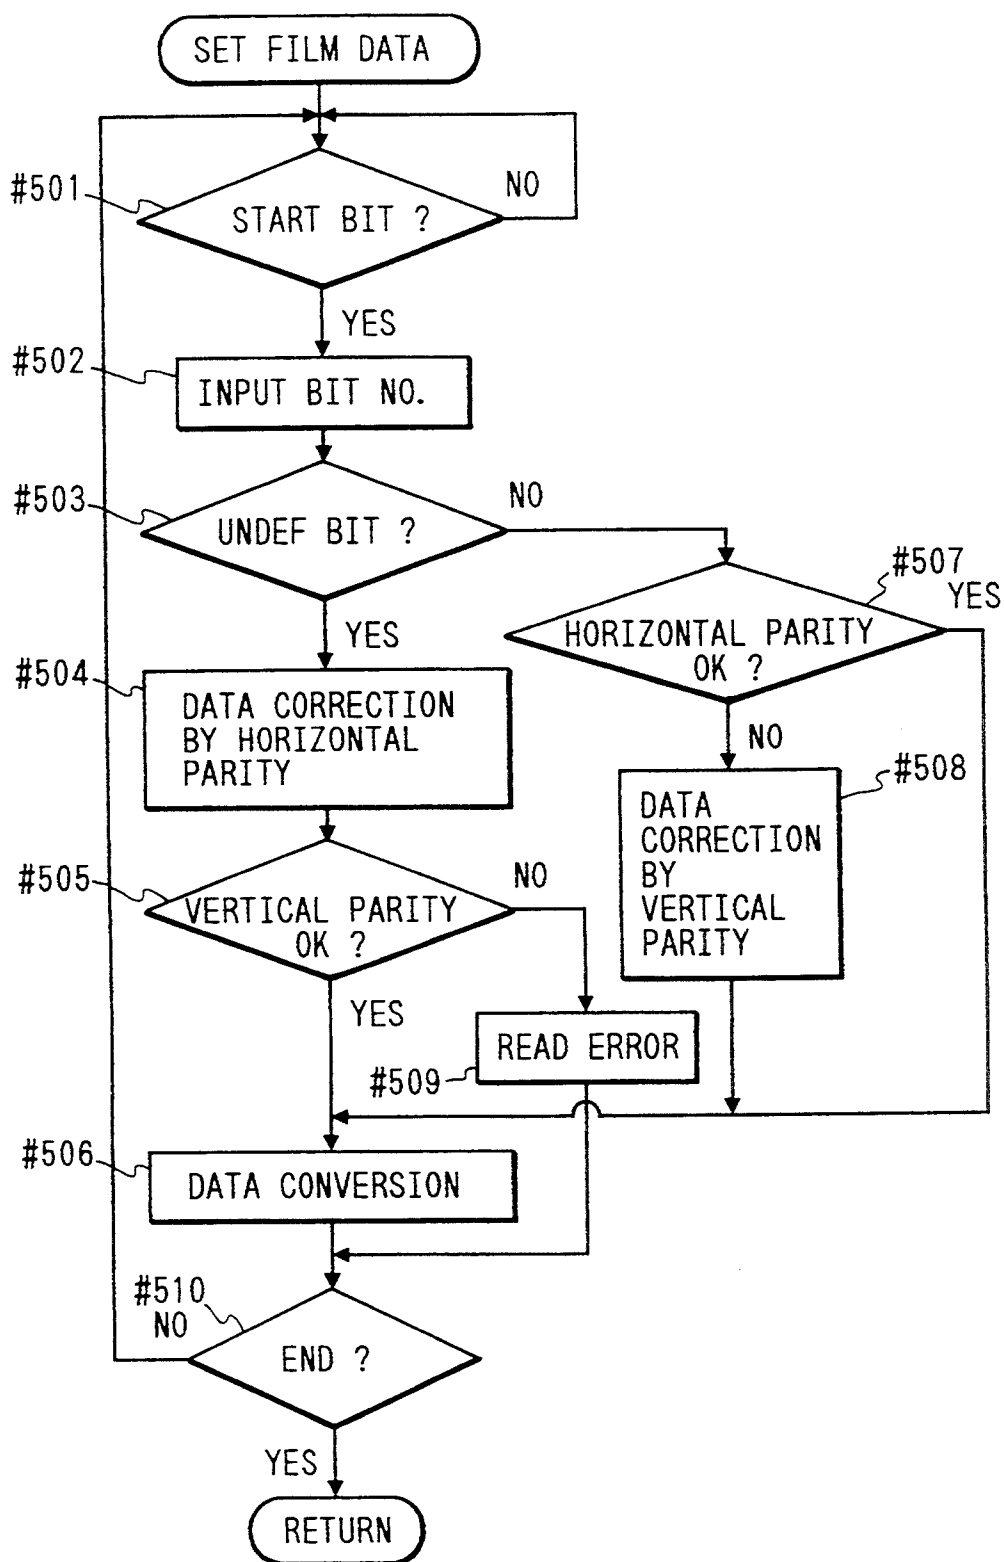 SET FILM DATA
#501
START BIT ?
NO
YES
#502
INPUT BIT NO.
#503
UNDEF BIT ?
NO
YES
#507
HORIZONTAL PARITY
OK ?
YES
NO
#504
DATA CORRECTION
BY HORIZONTAL
PARITY
#508
DATA
CORRECTION
BY
VERTICAL
PARITY
#505
VERTICAL PARITY
OK ?
NO
YES
READ ERROR
#509
#506
DATA CONVERSION
#510
NO
END ?
YES
RETURN